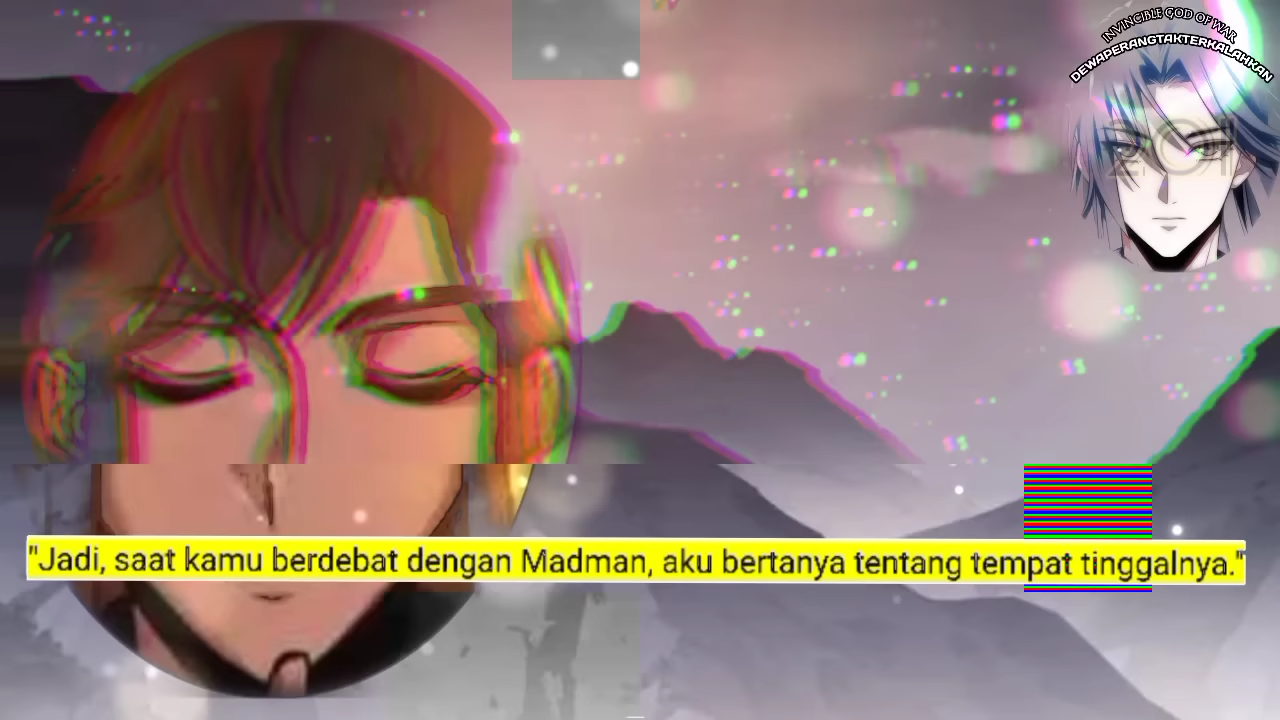 INVINCIBLE GOD OF WAR
DEWAPERANGTAKTERKALAHKAN
"Jadi, saat kamu berdebat dengan Madman, aku bertanya tentang tempat tinggalnya."